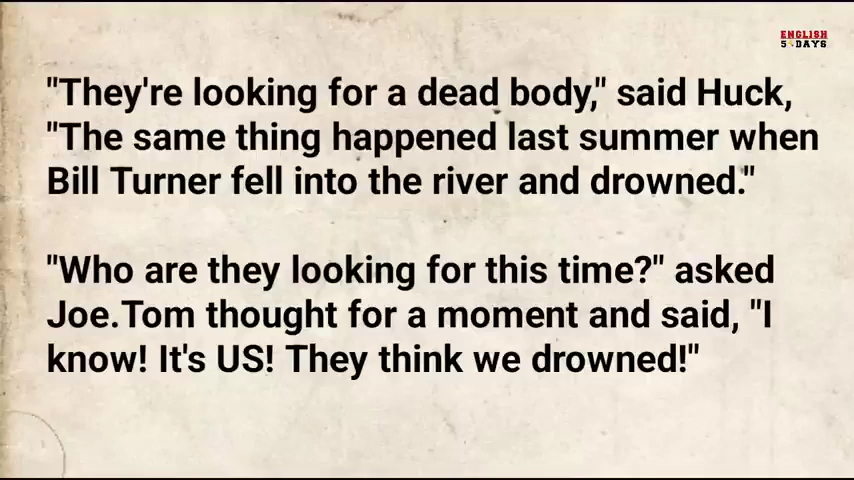 ENGLISH
5 DAYS
"They're looking for a dead body," said Huck,
"The same thing happened last summer when
Bill Turner fell into the river and drowned."
"Who are they looking for this time?" asked
Joe.Tom thought for a moment and said, "I
know! It's US! They think we drowned!"